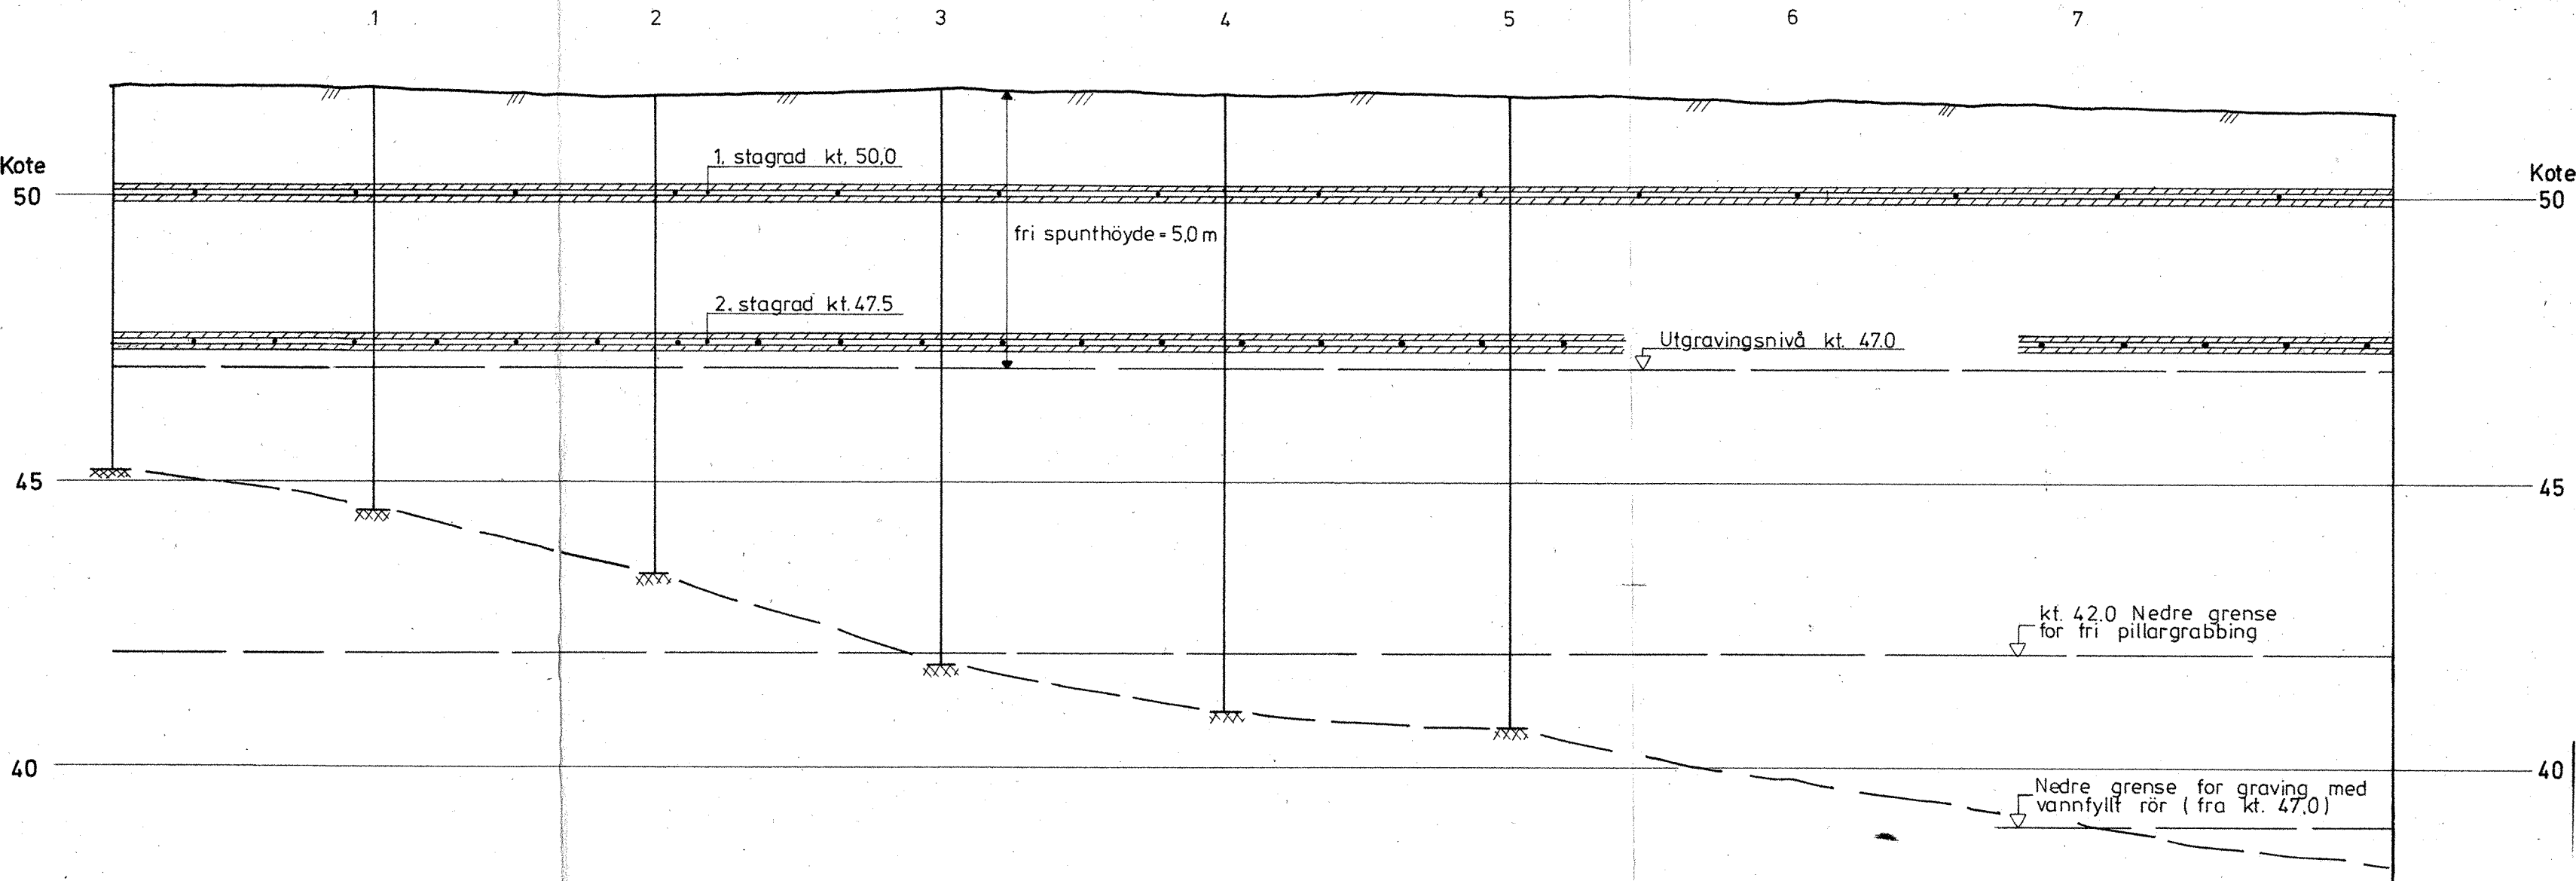 1 2 3 4 5 6 7
Kote
Kote
1. stagrad kt, 50,0
50
50
fri spunthöyde = 5,0 m
2. stagrad kt. 47.5
Utgravingsnivå kt. 47.0
45
45
kt. 42.0 Nedre grense
for fri pillargrabbing
40
40
Nedre grense for graving med
vannfyllt rör ( fra kt. 47,0)